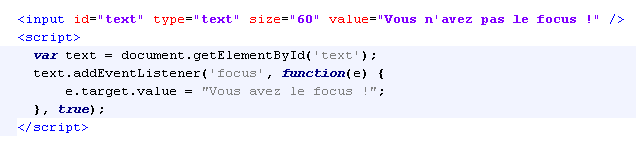 <input id="text" type="text" size="60" value="Vous n'avez pas le focus !" />
<script>
var text = document.getElementById('text');
text.addEventListener('focus', function(e) {
e.target.value = "Vous avez le focus !";
}, true);
</script>